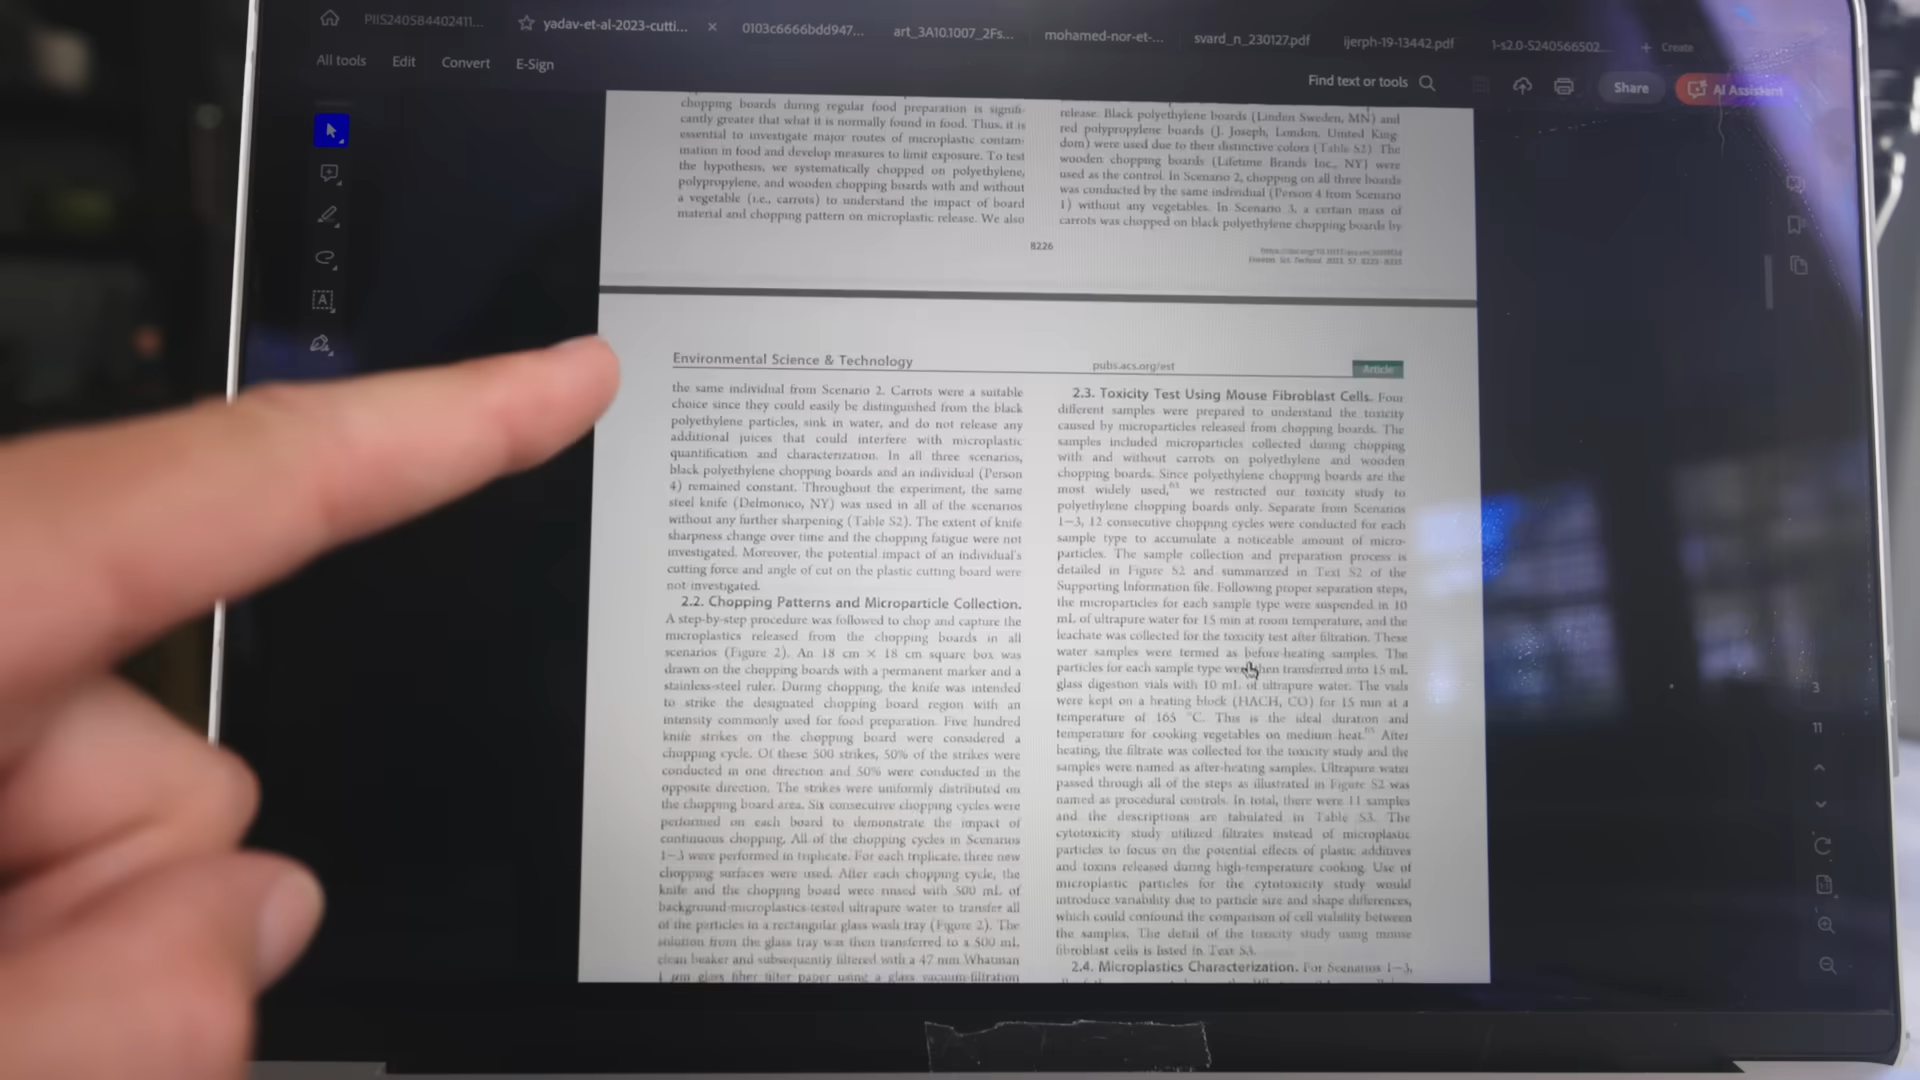 PIIS240584402411...
yadav-et-al-2023-cutti...
0103c6666bdd947...
art_3A10.1007_2Fs...
mohamed-nor-et-...
svard_n_230127.pdf
ijerph-19-13442.pdf
1-s2.0-S240566502...
+ Create
All tools
Edit
Convert
E-Sign
Find text or tools
Share
AI Assistant
chopping boards during regular food preparation is signifi-
cantly greater that what it is normally found in food. Thus, it is
essential to investigate major routes of microplastic contam-
ination in food and develop measures to limit exposure. To test
the hypothesis, we systematically chopped on polyethylene,
polypropylene, and wooden chopping boards with and without
a vegetable (i.e., carrots) to understand the impact of board
material and chopping pattern on microplastic release. We also
release. Black polyethylene boards (Linden Sweden, MN) and
red polypropylene boards (J. Joseph, London, United King-
dom) were used due to their distinctive colors (Table S2). The
wooden chopping boards (Lifetime Brands Inc., NY) were
used as the control. In Scenario 2, chopping on all three boards
was conducted by the same individual (Person 4 from Scenario
1) without any vegetables. In Scenario 3, a certain mass of
carrots was chopped on black polyethylene chopping boards by
8226
Environ. Sci. Technol. 2023, 57, 8225-8235
Environmental Science & Technology
pubs.acs.org/est
Article
the same individual from Scenario 2. Carrots were a suitable
choice since they could easily be distinguished from the black
polyethylene particles, sink in water, and do not release any
additional juices that could interfere with microplastic
quantification and characterization. In all three scenarios,
black polyethylene chopping boards and an individual (Person
4) remained constant. Throughout the experiment, the same
steel knife (Delmonico, NY) was used in all of the scenarios
without any further sharpening (Table S2). The extent of knife
sharpness change over time and the chopping fatigue were not
investigated. Moreover, the potential impact of an individual's
cutting force and angle of cut on the plastic cutting board were
not investigated.
2.2. Chopping Patterns and Microparticle Collection.
A step-by-step procedure was followed to chop and capture the
microplastics released from the chopping boards in all
scenarios (Figure 2). An 18 cm × 18 cm square box was
drawn on the chopping boards with a permanent marker and a
stainless-steel ruler. During chopping, the knife was intended
to strike the designated chopping board region with an
intensity commonly used for food preparation. Five hundred
knife strikes on the chopping board were considered a
chopping cycle. Of these 500 strikes, 50% of the strikes were
conducted in one direction and 50% were conducted in the
opposite direction. The strikes were uniformly distributed on
the chopping board area. Six consecutive chopping cycles were
performed on each board to demonstrate the impact of
continuous chopping. All of the chopping cycles in Scenarios
1−3 were performed in triplicate. For each triplicate, three new
chopping surfaces were used. After each chopping cycle, the
knife and the chopping board were rinsed with 500 mL of
background-microplastics-tested ultrapure water to transfer all
of the particles in a rectangular glass wash tray (Figure 2). The
solution from the glass tray was then transferred to a 500 mL
clean beaker and subsequently filtered with a 47 mm Whatman
1 μm glass fiber filter paper using a glass vacuum-filtration
2.3. Toxicity Test Using Mouse Fibroblast Cells. Four
different samples were prepared to understand the toxicity
caused by microparticles released from chopping boards. The
samples included microparticles collected during chopping
with and without carrots on polyethylene and wooden
chopping boards. Since polyethylene chopping boards are the
most widely used,63 we restricted our toxicity study to
polyethylene chopping boards only. Separate from Scenarios
1−3, 12 consecutive chopping cycles were conducted for each
sample type to accumulate a noticeable amount of micro-
particles. The sample collection and preparation process is
detailed in Figure S2 and summarized in Text S2 of the
Supporting Information file. Following proper separation steps,
the microparticles for each sample type were suspended in 10
mL of ultrapure water for 15 min at room temperature, and the
leachate was collected for the toxicity test after filtration. These
water samples were termed as before-heating samples. The
particles for each sample type were then transferred into 15 mL
glass digestion vials with 10 mL of ultrapure water. The vials
were kept on a heating block (HACH, CO) for 15 min at a
temperature of 165 °C. This is the ideal duration and
temperature for cooking vegetables on medium heat.65 After
heating, the filtrate was collected for the toxicity study and the
samples were named as after-heating samples. Ultrapure water
passed through all of the steps as illustrated in Figure S2 was
named as procedural controls. In total, there were 11 samples
and the descriptions are tabulated in Table S3. The
cytotoxicity study utilized filtrates instead of microplastic
particles to focus on the potential effects of plastic additives
and toxins released during high-temperature cooking. Use of
microplastic particles for the cytotoxicity study would
introduce variability due to particle size and shape differences,
which could confound the comparison of cell viability between
the samples. The detail of the toxicity study using mouse
fibroblast cells is listed in Text S3.
2.4. Microplastics Characterization. For Scenarios 1−3,
3
11